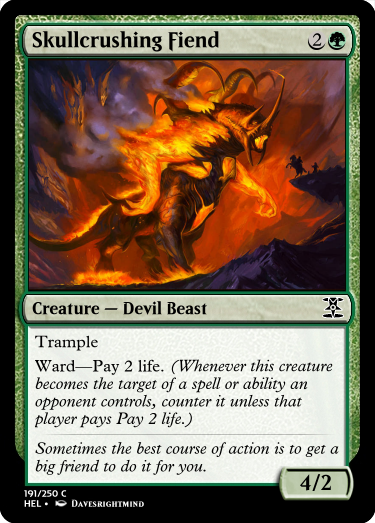 Skullcrushing Fiend 2
Creature — Devil Beast
Trample
Ward—Pay 2 life. (Whenever this creature
becomes the target of a spell or ability an
opponent controls, counter it unless that
player pays Pay 2 life.)
Sometimes the best course of action is to get a
big friend to do it for you.
4/2
191/250 C
HEL • Davesrightmind